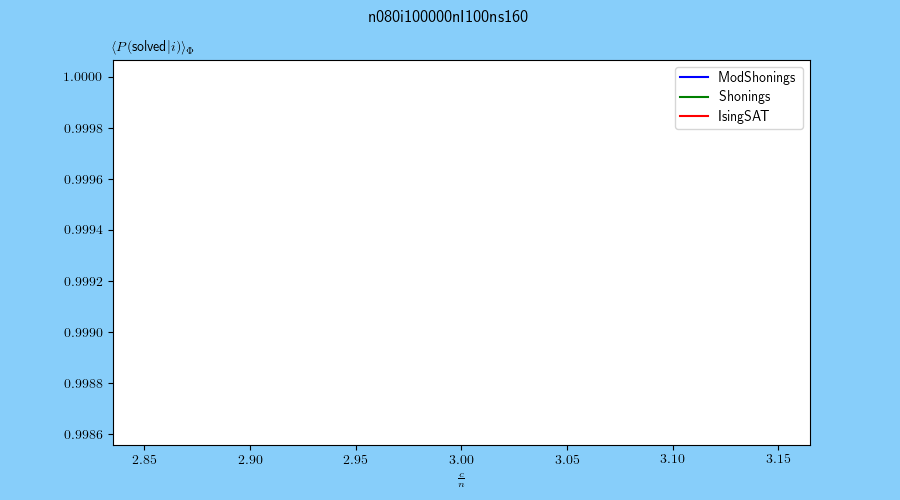 n080i100000nI100ns160
⟨P(solved|i)⟩_Φ
1.0000
0.9998
0.9996
0.9994
0.9992
0.9990
0.9988
0.9986
ModShonings
Shonings
IsingSAT
2.85 2.90 2.95 3.00 3.05 3.10 3.15
c/n